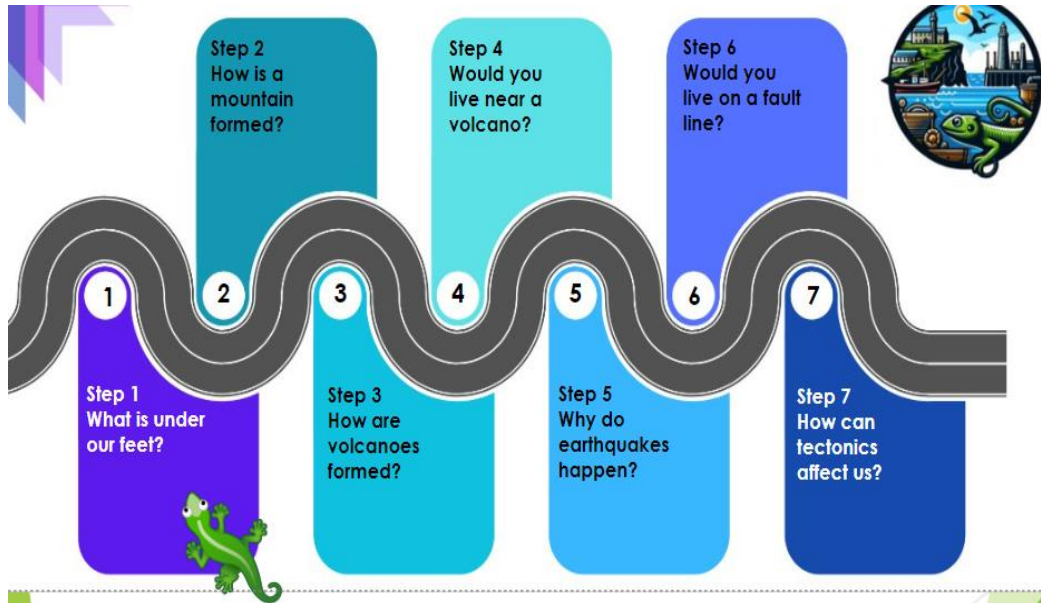 Step 1
What is under
our feet?
1
Step 2
How is a
mountain
formed?
2
Step 3
How are
volcanoes
formed?
3
Step 4
Would you
live near a
volcano?
4
Step 5
Why do
earthquakes
happen?
5
Step 6
Would you
live on a fault
line?
6
Step 7
How can
tectonics
affect us?
7